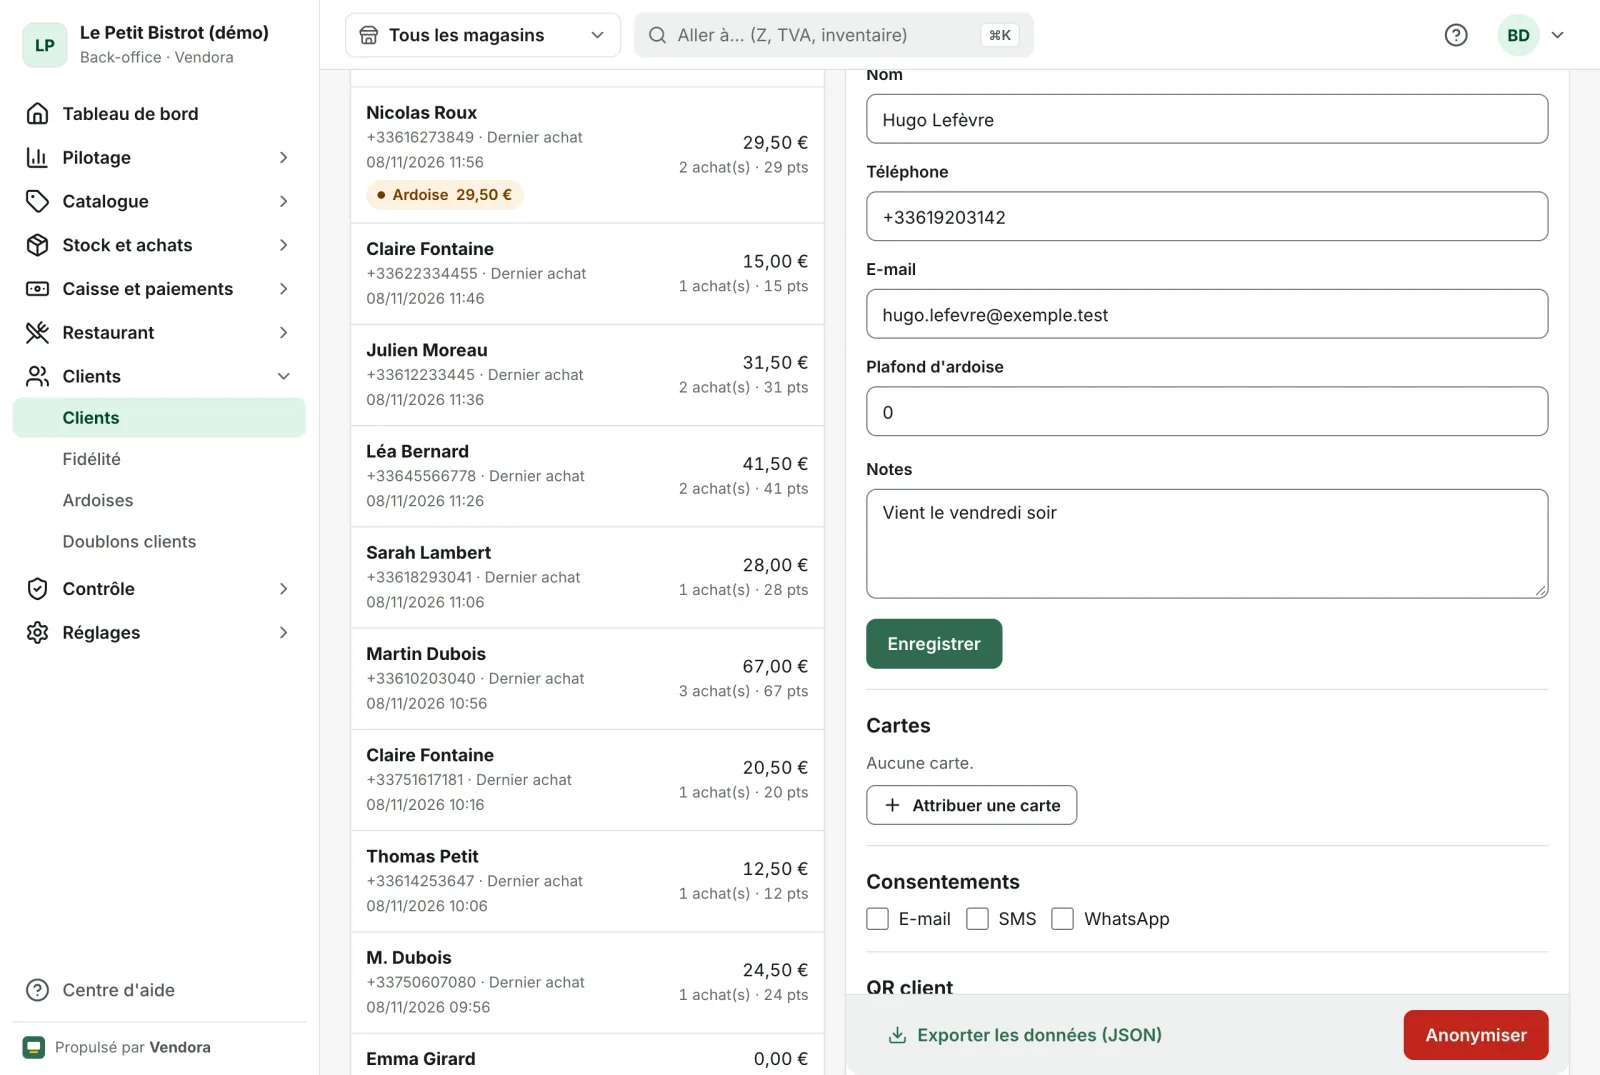 LP
Le Petit Bistrot (démo)
Back-office · Vendora
Tableau de bord
Pilotage
Catalogue
Stock et achats
Caisse et paiements
Restaurant
Clients
Clients
Fidélité
Ardoises
Doublons clients
Contrôle
Réglages
Centre d'aide
Propulsé par Vendora
Tous les magasins
Aller à... (Z, TVA, inventaire)
⌘K
BD
Nicolas Roux
+33616273849 · Dernier achat
08/11/2026 11:56
Ardoise 29,50 €
29,50 €
2 achat(s) · 29 pts
Claire Fontaine
+33622334455 · Dernier achat
08/11/2026 11:46
15,00 €
1 achat(s) · 15 pts
Julien Moreau
+33612233445 · Dernier achat
08/11/2026 11:36
31,50 €
2 achat(s) · 31 pts
Léa Bernard
+33645566778 · Dernier achat
08/11/2026 11:26
41,50 €
2 achat(s) · 41 pts
Sarah Lambert
+33618293041 · Dernier achat
08/11/2026 11:06
28,00 €
1 achat(s) · 28 pts
Martin Dubois
+33610203040 · Dernier achat
08/11/2026 10:56
67,00 €
3 achat(s) · 67 pts
Claire Fontaine
+33751617181 · Dernier achat
08/11/2026 10:16
20,50 €
1 achat(s) · 20 pts
Thomas Petit
+33614253647 · Dernier achat
08/11/2026 10:06
12,50 €
1 achat(s) · 12 pts
M. Dubois
+33750607080 · Dernier achat
08/11/2026 09:56
24,50 €
1 achat(s) · 24 pts
Emma Girard
0,00 €
Nom
Hugo Lefèvre
Téléphone
+33619203142
E-mail
hugo.lefevre@exemple.test
Plafond d'ardoise
0
Notes
Vient le vendredi soir
Enregistrer
Cartes
Aucune carte.
Attribuer une carte
Consentements
E-mail
SMS
WhatsApp
QR client
Exporter les données (JSON)
Anonymiser